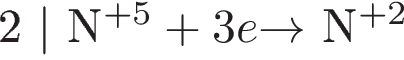 2 | N⁺⁵ + 3e→ N⁺²